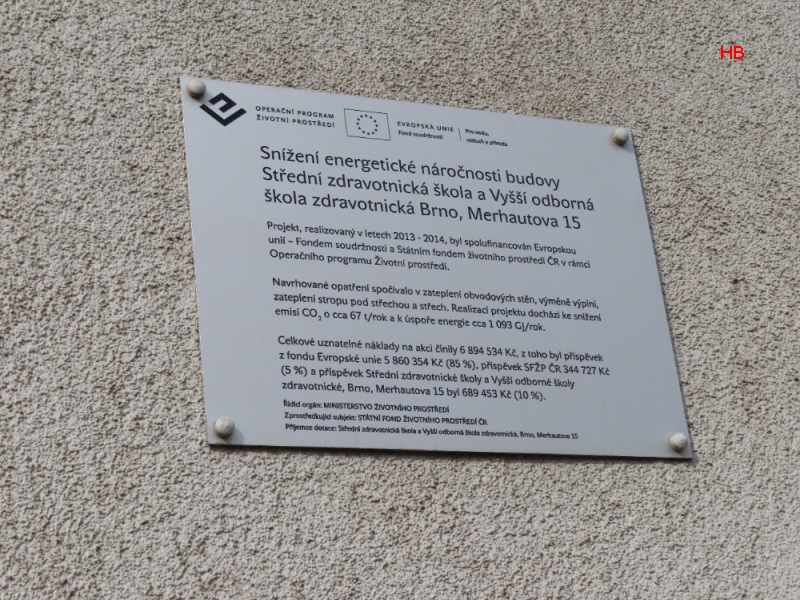 HB
OPERAČNÍ PROGRAM
ŽIVOTNÍ PROSTŘEDÍ
EVROPSKÁ UNIE
Fond soudržnosti
Pro vodu,
vzduch a přírodu
Snížení energetické náročnosti budovy
Střední zdravotnická škola a Vyšší odborná
škola zdravotnická Brno, Merhautova 15
Projekt, realizovaný v letech 2013 - 2014, byl spolufinancován Evropskou
unií – Fondem soudržnosti a Státním fondem životního prostředí ČR v rámci
Operačního programu Životní prostředí.
Navrhované opatření spočívalo v zateplení obvodových stěn, výměně výplní,
zateplení stropu pod střechou a střech. Realizací projektu dochází ke snížení
emisí CO₂ o cca 67 t/rok a k úspoře energie cca 1 093 GJ/rok.
Celkové uznatelné náklady na akci činily 6 894 534 Kč, z toho byl příspěvek
z fondu Evropské unie 5 860 354 Kč (85 %), příspěvek SFŽP ČR 344 727 Kč
(5 %) a příspěvek Střední zdravotnické školy a Vyšší odborné školy
zdravotnické, Brno, Merhautova 15 byl 689 453 Kč (10 %).
Řídící orgán: MINISTERSTVO ŽIVOTNÍHO PROSTŘEDÍ
Zprostředkující subjekt: STÁTNÍ FOND ŽIVOTNÍHO PROSTŘEDÍ ČR
Příjemce dotace: Střední zdravotnická škola a Vyšší odborná škola zdravotnická, Brno, Merhautova 15